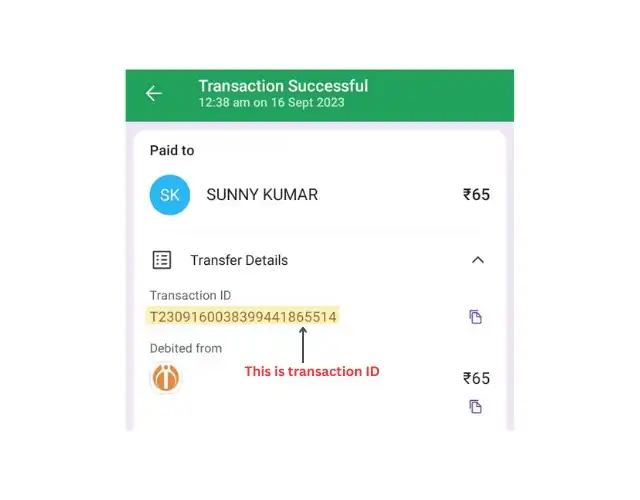 Transaction Successful
12:38 am on 16 Sept 2023
Paid to
SK
SUNNY KUMAR
₹65
Transfer Details
Transaction ID
T2309160038399441865514
Debited from
This is transaction ID
₹65